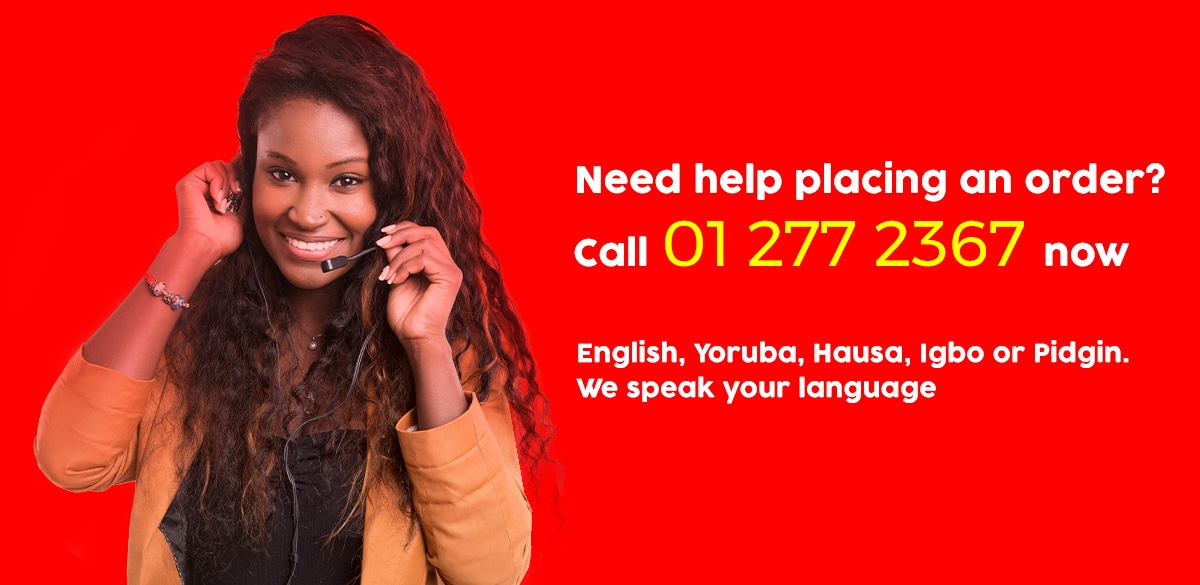 Need help placing an order?
Call 01 277 2367 now
English, Yoruba, Hausa, Igbo or Pidgin.
We speak your language